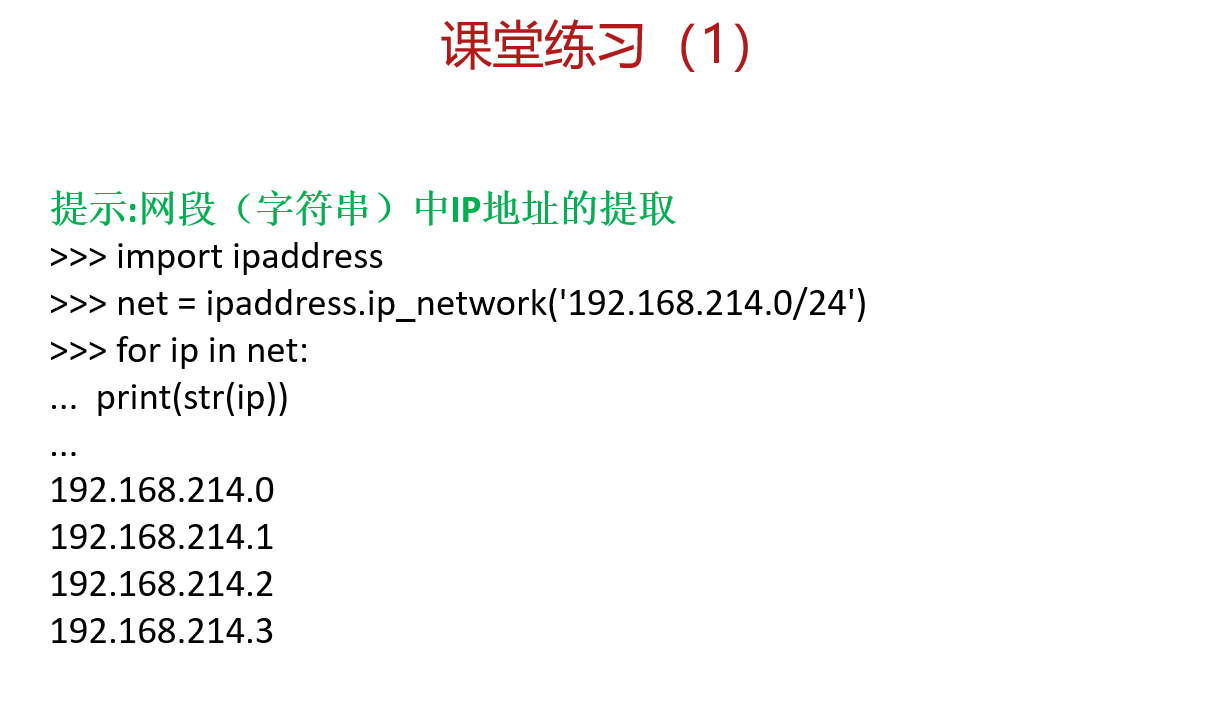 课堂练习（1）
提示:网段（字符串）中IP地址的提取
>>> import ipaddress
>>> net = ipaddress.ip_network('192.168.214.0/24')
>>> for ip in net:
...  print(str(ip))
...
192.168.214.0
192.168.214.1
192.168.214.2
192.168.214.3